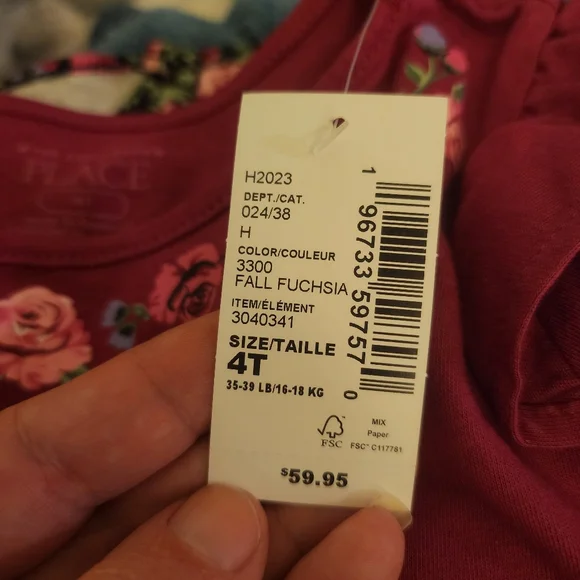 PLACE
H2023
DEPT./CAT.
024/38
H
COLOR/COULEUR
3300
FALL FUCHSIA
ITEM/ÉLÉMENT
3040341
SIZE/TAILLE
4T
35-39 LB/16-18 KG
1 96733 59757 0
FSC
MIX
Paper
FSC® C117781
$59.95